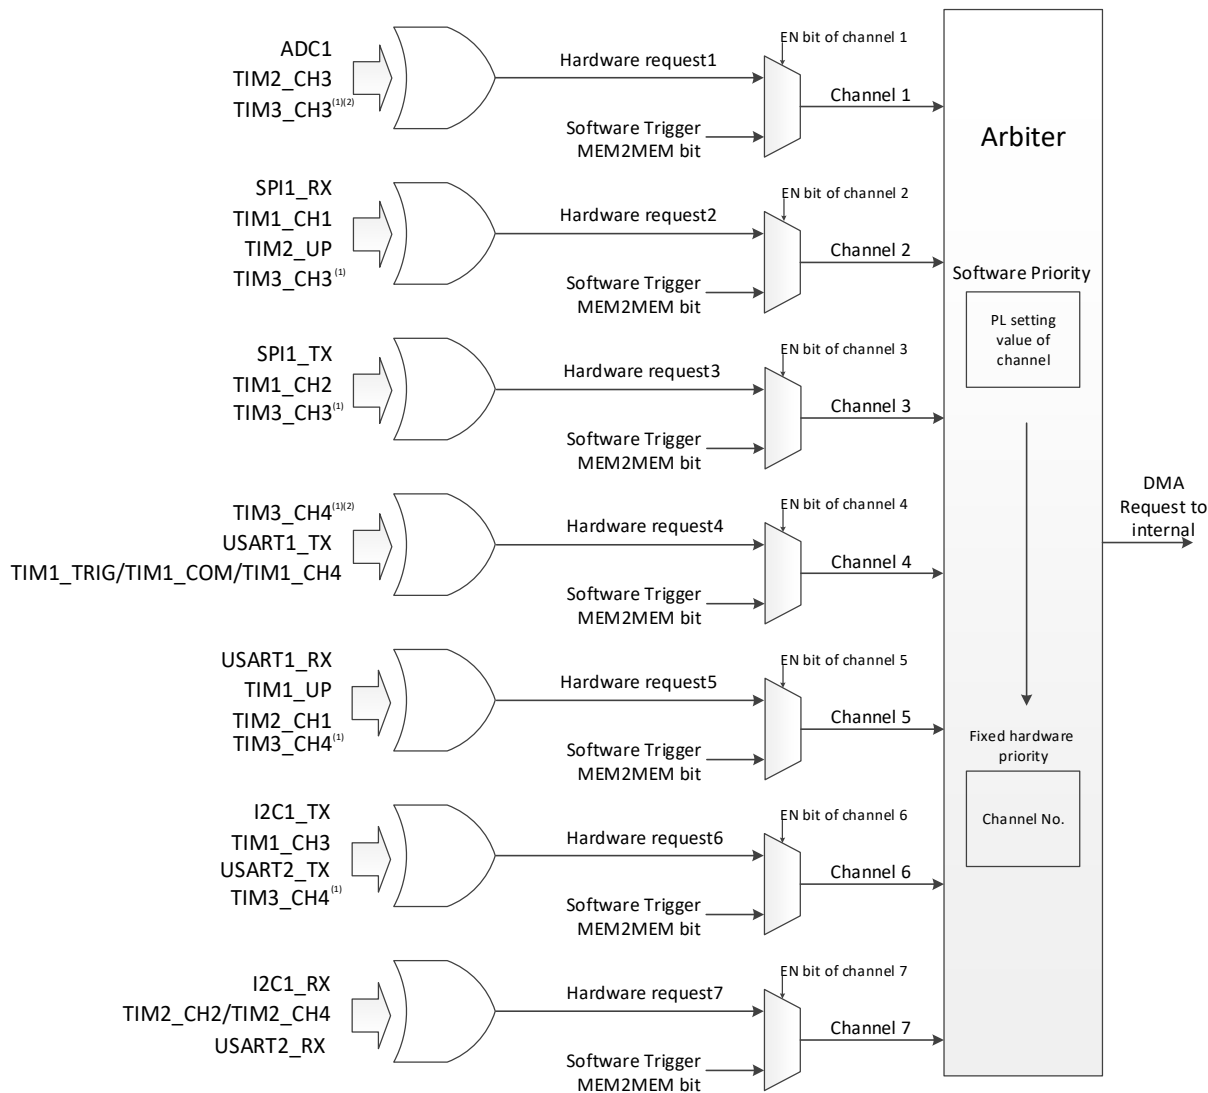 ADC1
TIM2_CH3
TIM3_CH3(1)(2)
Hardware request1
EN bit of channel 1
Software Trigger
MEM2MEM bit
Channel 1
SPI1_RX
TIM1_CH1
TIM2_UP
TIM3_CH3(1)
Hardware request2
EN bit of channel 2
Software Trigger
MEM2MEM bit
Channel 2
SPI1_TX
TIM1_CH2
TIM3_CH3(1)
Hardware request3
EN bit of channel 3
Software Trigger
MEM2MEM bit
Channel 3
TIM3_CH4(1)(2)
USART1_TX
TIM1_TRIG/TIM1_COM/TIM1_CH4
Hardware request4
EN bit of channel 4
Software Trigger
MEM2MEM bit
Channel 4
USART1_RX
TIM1_UP
TIM2_CH1
TIM3_CH4(1)
Hardware request5
EN bit of channel 5
Software Trigger
MEM2MEM bit
Channel 5
I2C1_TX
TIM1_CH3
USART2_TX
TIM3_CH4(1)
Hardware request6
EN bit of channel 6
Software Trigger
MEM2MEM bit
Channel 6
I2C1_RX
TIM2_CH2/TIM2_CH4
USART2_RX
Hardware request7
EN bit of channel 7
Software Trigger
MEM2MEM bit
Channel 7
Arbiter
Software Priority
PL setting
value of
channel
Fixed hardware
priority
Channel No.
DMA
Request to
internal